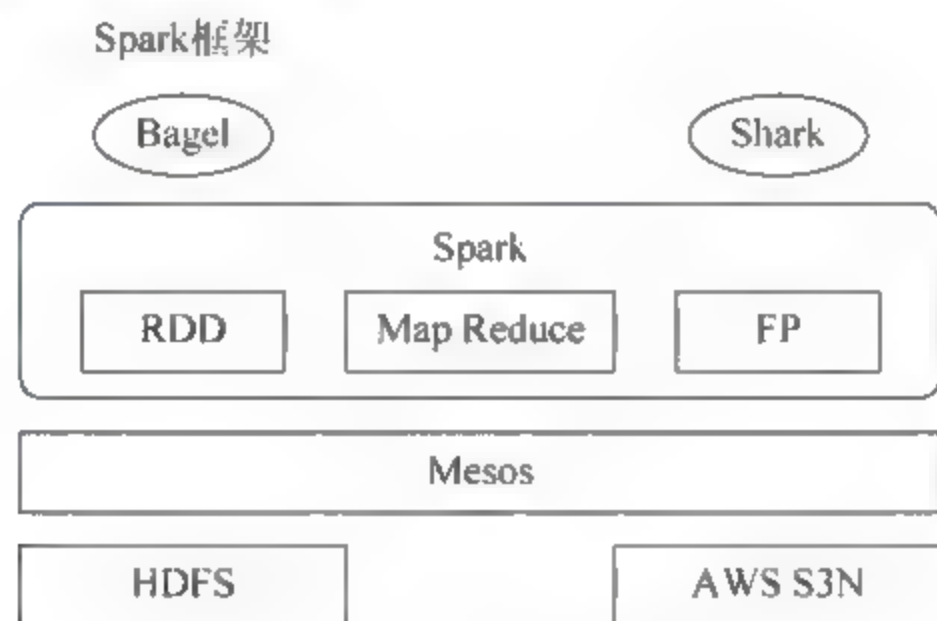 Spark框架
Bagel Shark
Spark
RDD Map Reduce FP
Mesos
HDFS AWS S3N